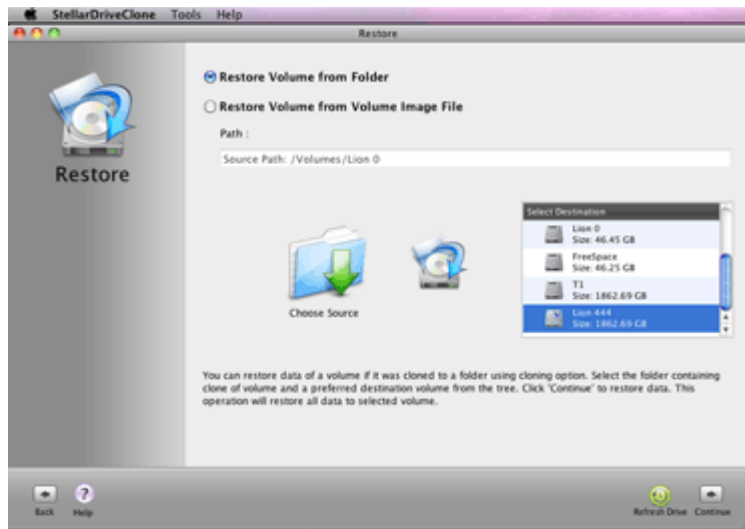 StellarDriveClone Tools Help
Restore
Restore Volume from Folder
Restore Volume from Volume Image File
Path :
Source Path: /Volumes/Lion 0
Restore
Select Destination
Lion 0
Size: 46.45 GB
FreeSpace
Size: 46.25 GB
T1
Size: 1862.69 GB
Lion 444
Size: 1862.69 GB
Choose Source
You can restore data of a volume if it was cloned to a folder using cloning option. Select the folder containing
clone of volume and a preferred destination volume from the tree. Click 'Continue' to restore data. This
operation will restore all data to selected volume.
Back Help Refresh Drive Continue